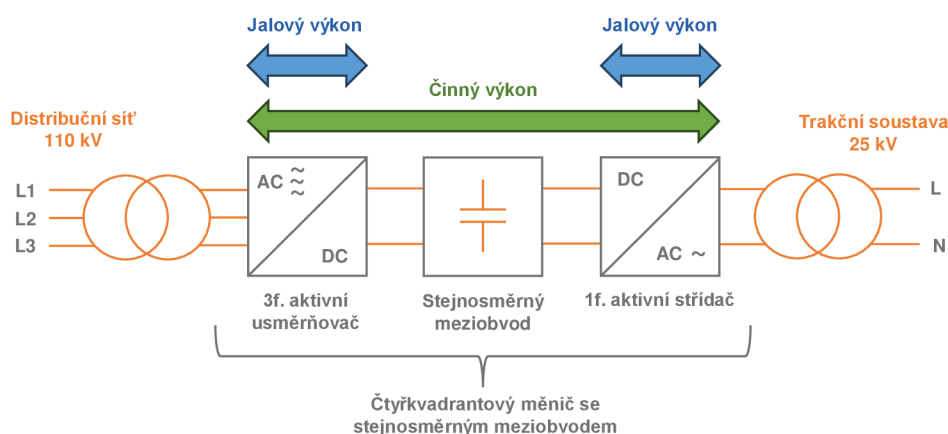 Jalový výkon
Jalový výkon
Činný výkon
Distribuční síť
110 kV
Trakční soustava
25 kV
L1
L2
L3
AC ~
~
~
DC
DC
AC ~
L
N
3f. aktivní
usměrňovač
Stejnosměrný
meziobvod
1f. aktivní střídač
Čtyřkvadrantový měnič se
stejnosměrným meziobvodem